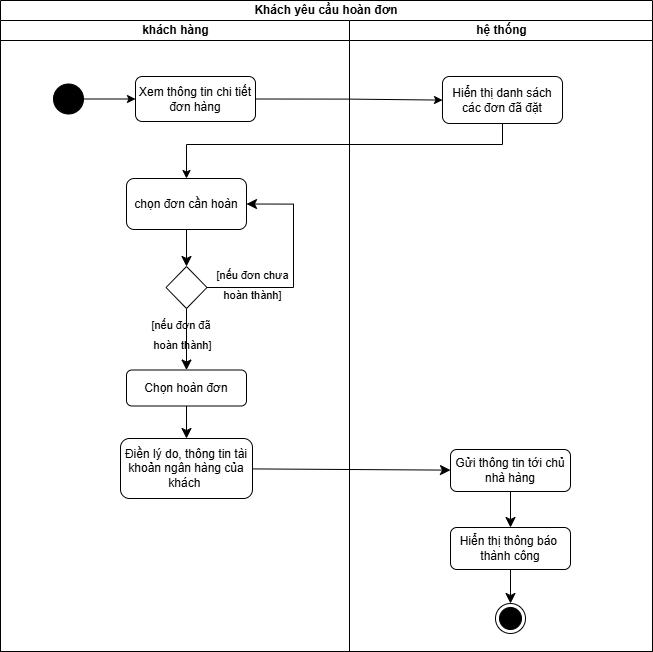 Khách yêu cầu hoàn đơn
khách hàng
hệ thống
Xem thông tin chi tiết
đơn hàng
Hiển thị danh sách
các đơn đã đặt
chọn đơn cần hoàn
[nếu đơn chưa
hoàn thành]
[nếu đơn đã
hoàn thành]
Chọn hoàn đơn
Điền lý do, thông tin tài
khoản ngân hàng của
khách
Gửi thông tin tới chủ
nhà hàng
Hiển thị thông báo
thành công